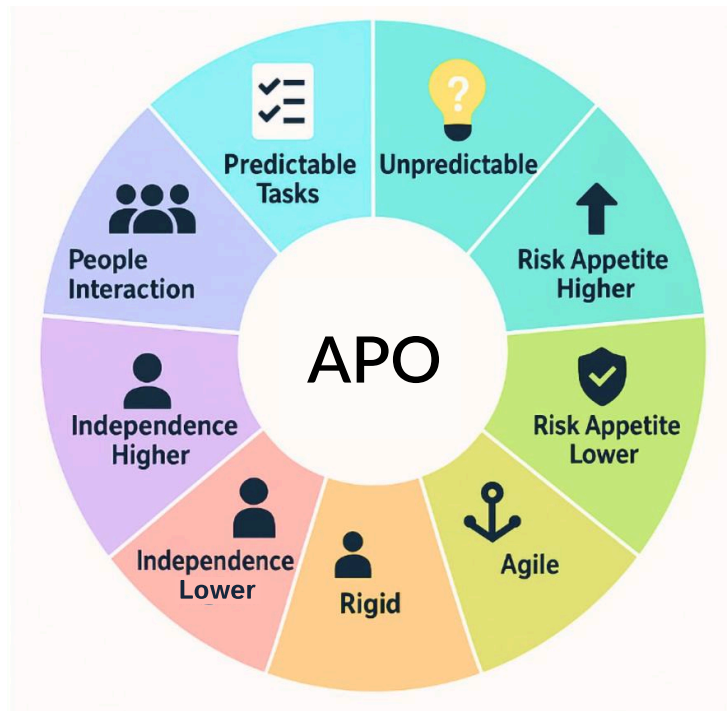 Predictable
Tasks
Unpredictable
?
Risk Appetite
Higher
Risk Appetite
Lower
Agile
Rigid
Independence
Lower
Independence
Higher
People
Interaction
APO